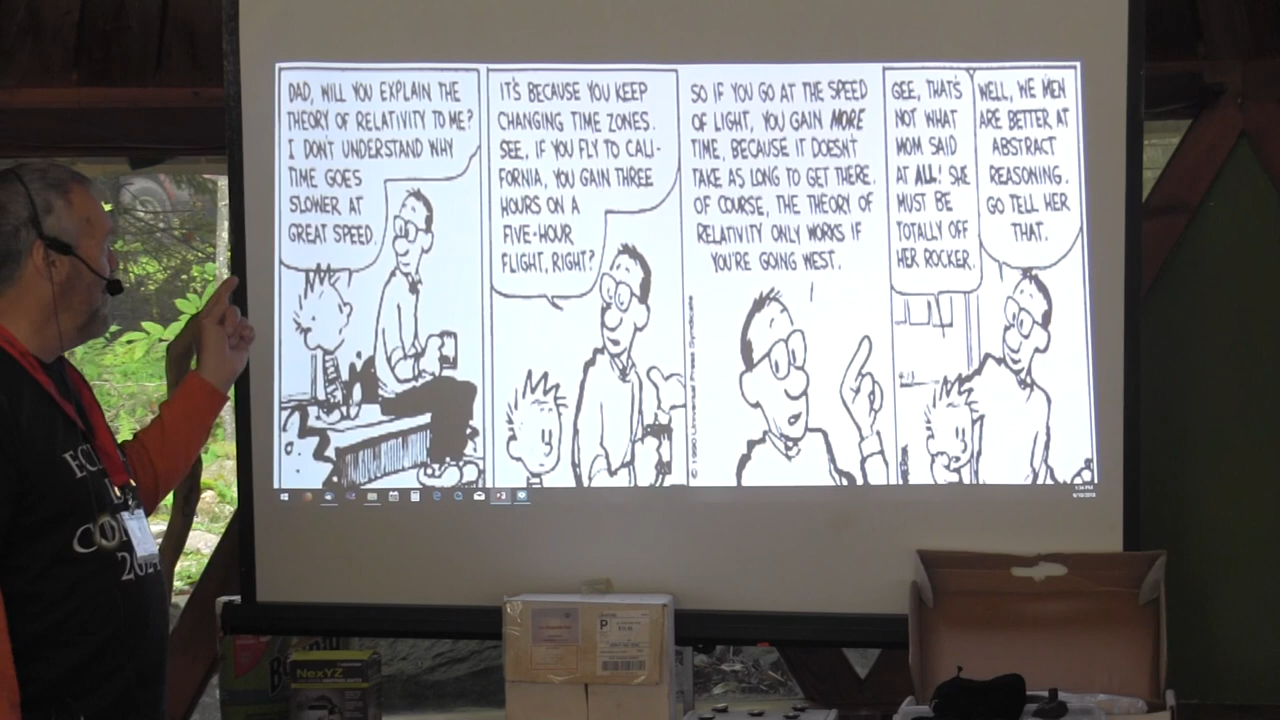 DAD, WILL YOU EXPLAIN THE
THEORY OF RELATIVITY TO ME?
I DON'T UNDERSTAND WHY
TIME GOES
SLOWER AT
GREAT SPEED.
IT'S BECAUSE YOU KEEP
CHANGING TIME ZONES.
SEE, IF YOU FLY TO CALI-
FORNIA, YOU GAIN THREE
HOURS ON A
FIVE-HOUR
FLIGHT, RIGHT?
SO IF YOU GO AT THE SPEED
OF LIGHT, YOU GAIN MORE
TIME, BECAUSE IT DOESN'T
TAKE AS LONG TO GET THERE.
OF COURSE, THE THEORY OF
RELATIVITY ONLY WORKS IF
YOU'RE GOING WEST.
© 1990 Universal Press Syndicate
GEE, THAT'S
NOT WHAT
MOM SAID
AT ALL! SHE
MUST BE
TOTALLY OFF
HER ROCKER.
WELL, WE MEN
ARE BETTER AT
ABSTRACT
REASONING.
GO TELL HER
THAT.
NexYZ
P